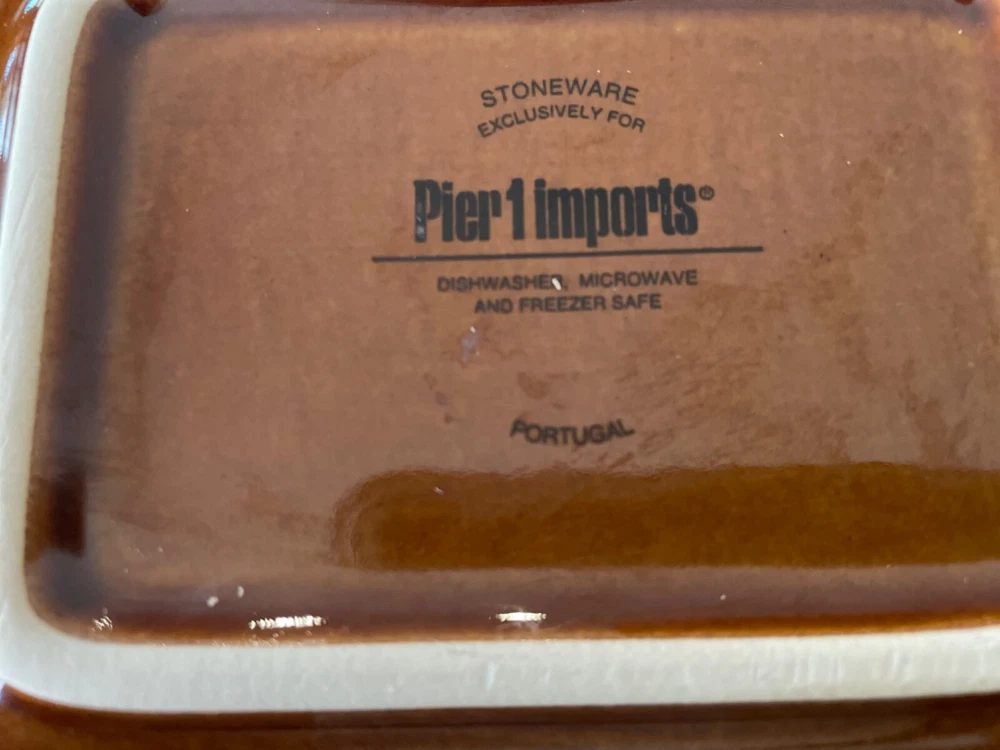 STONEWARE
EXCLUSIVELY FOR
Pier 1 imports®
DISHWASHER, MICROWAVE
AND FREEZER SAFE
PORTUGAL